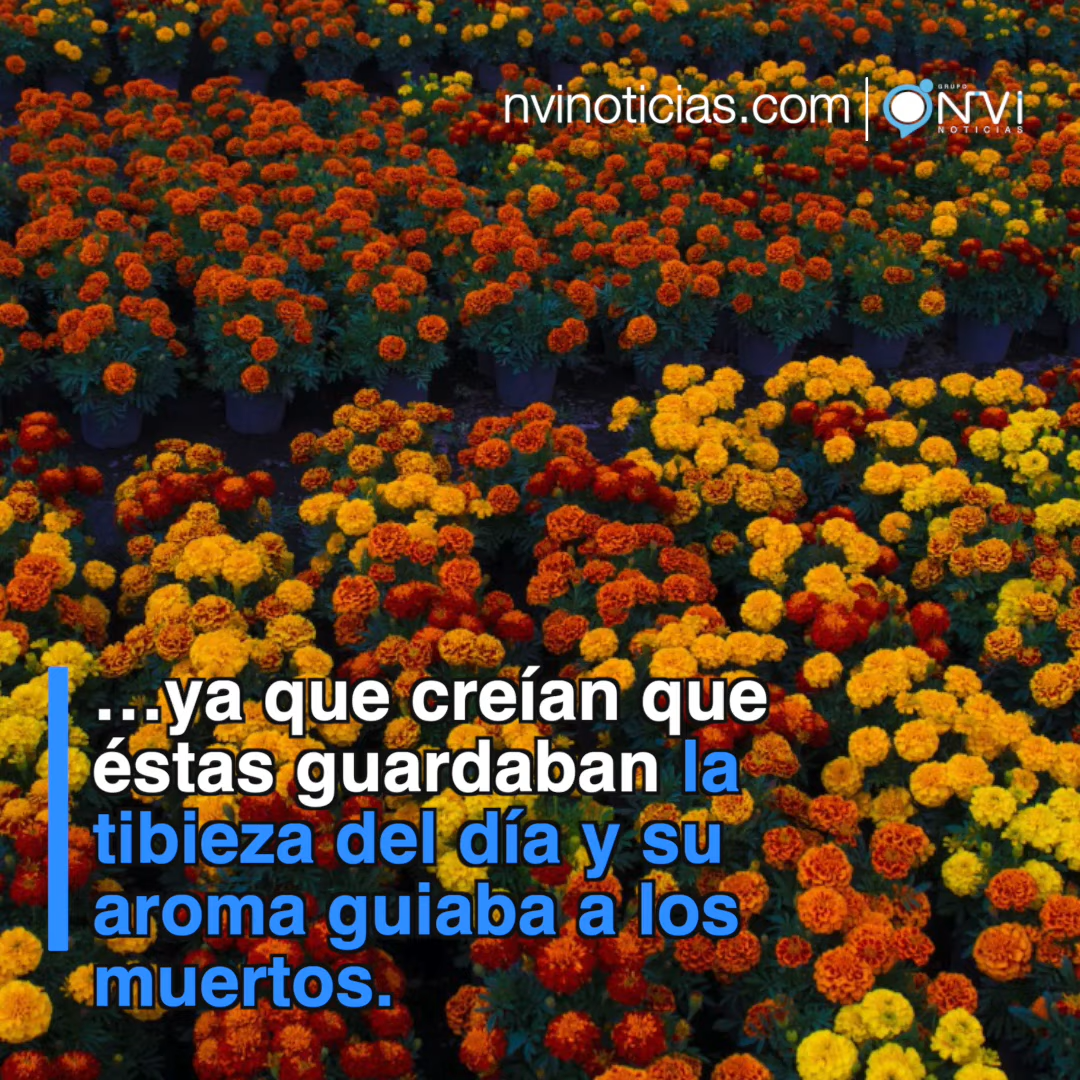 nvinoticias.com
GRUPO
NVi
NOTICIAS
...ya que creían que
éstas guardaban la
tibieza del día y su
aroma guiaba a los
muertos.